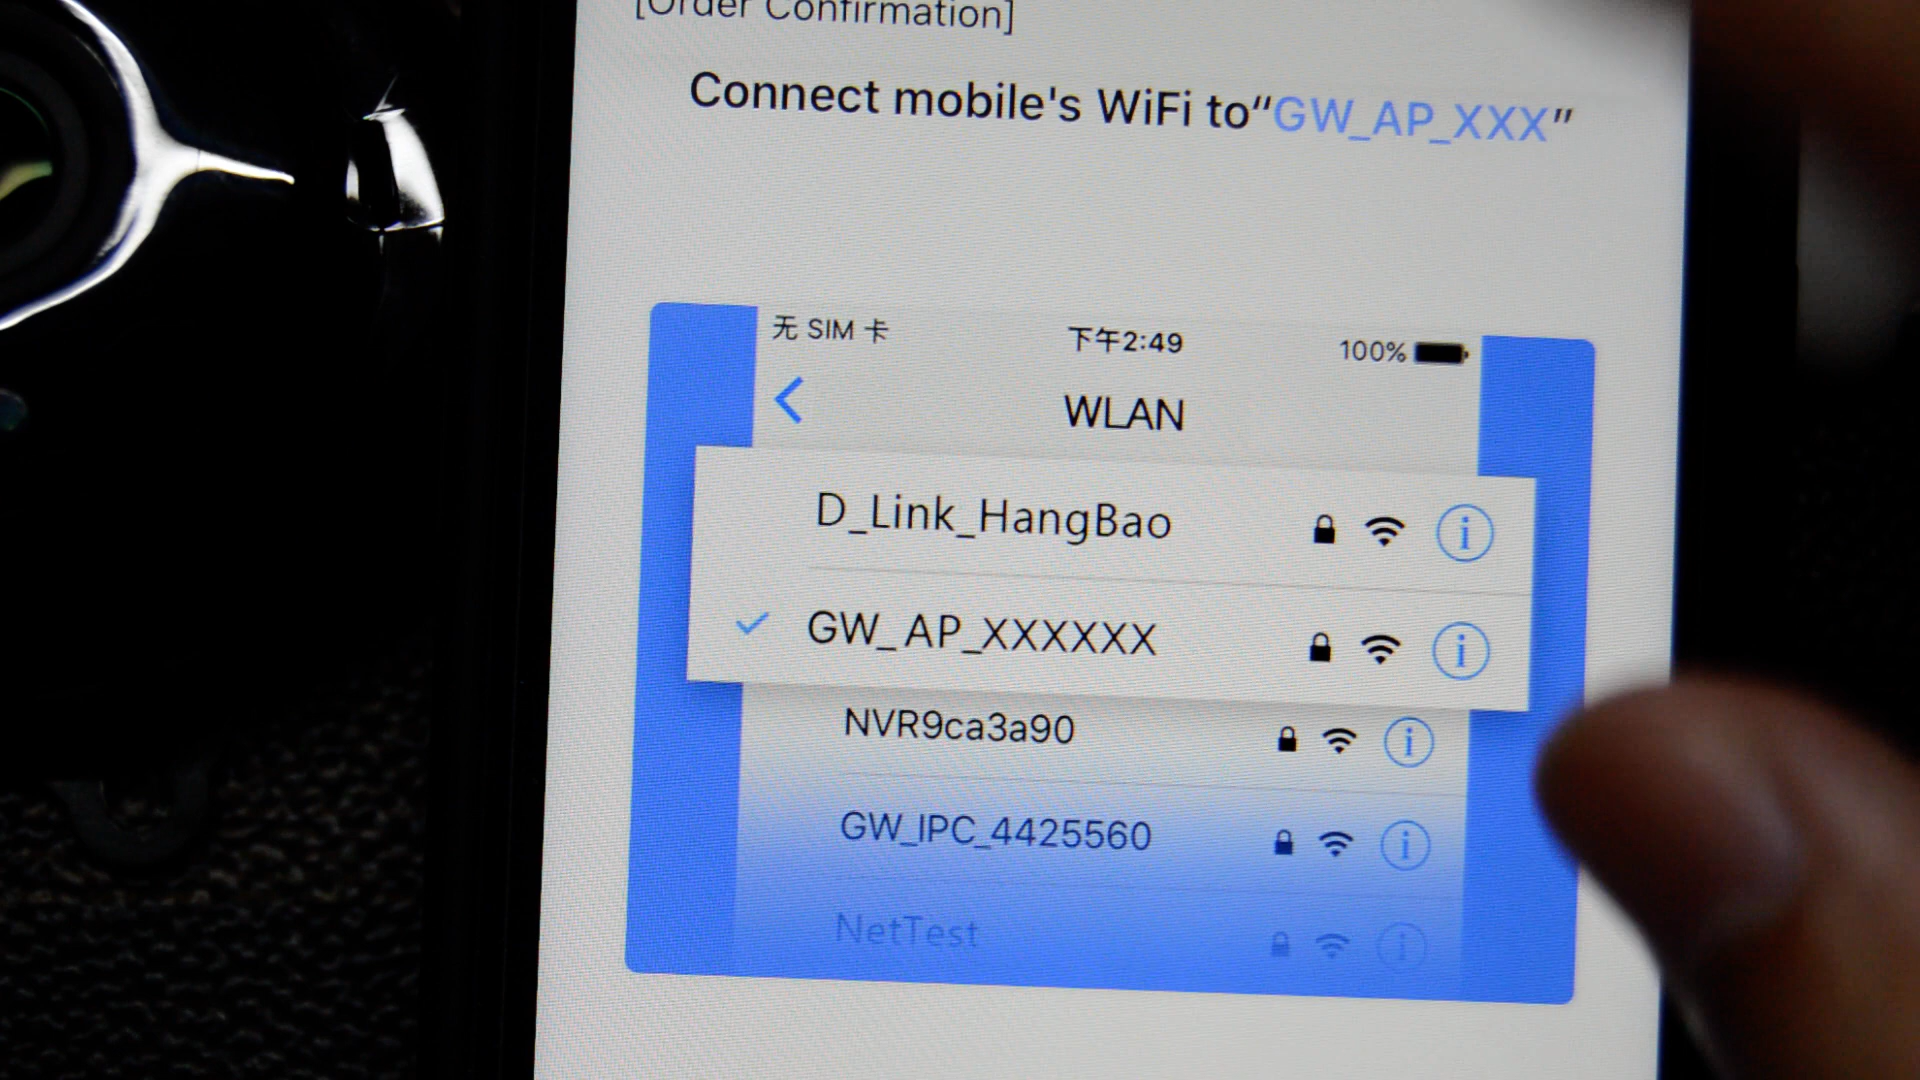 [Order Confirmation]
Connect mobile's WiFi to“GW_AP_XXX”
无 SIM 卡 下午2:49 100%
WLAN
D_Link_HangBao
GW_AP_XXXXXX
NVR9ca3a90
GW_IPC_4425560
NetTest